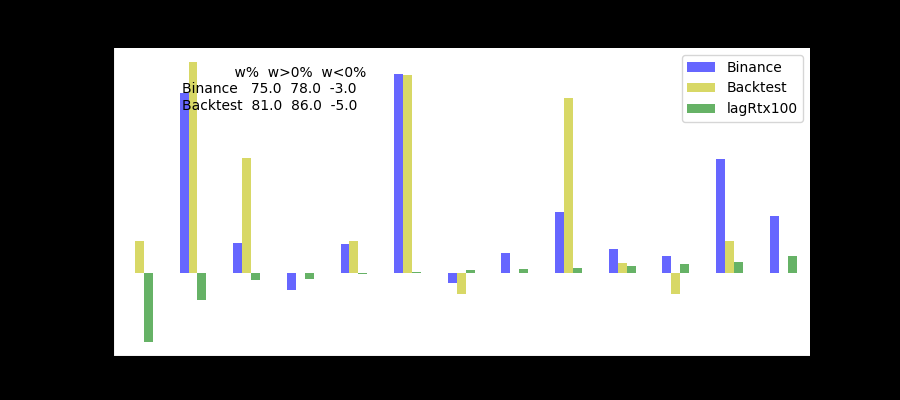 w% w>0% w<0%
Binance 75.0 78.0 -3.0
Backtest 81.0 86.0 -5.0
Binance
Backtest
lagRtx100